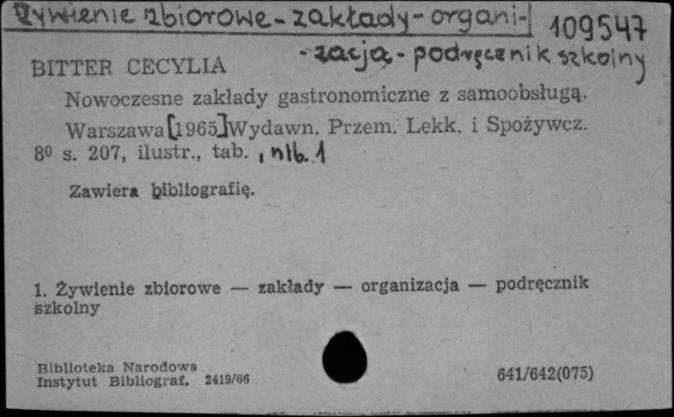 Żywienie zbiorowe - zakłady - organi- 109547
-zacja - podręcznik szkolny
BITTER CECYLIA
Nowoczesne zakłady gastronomiczne z samoobsługą.
Warszawa [1965] Wydawn. Przem. Lekk. i Spożywcz.
8⁰ s. 207, ilustr., tab. , nlb. 1
Zawiera bibliografię.
1. Żywienie zbiorowe — zakłady — organizacja — podręcznik
szkolny
Biblioteka Narodowa
Instytut Bibliograf. 2419/66
641/642(075)